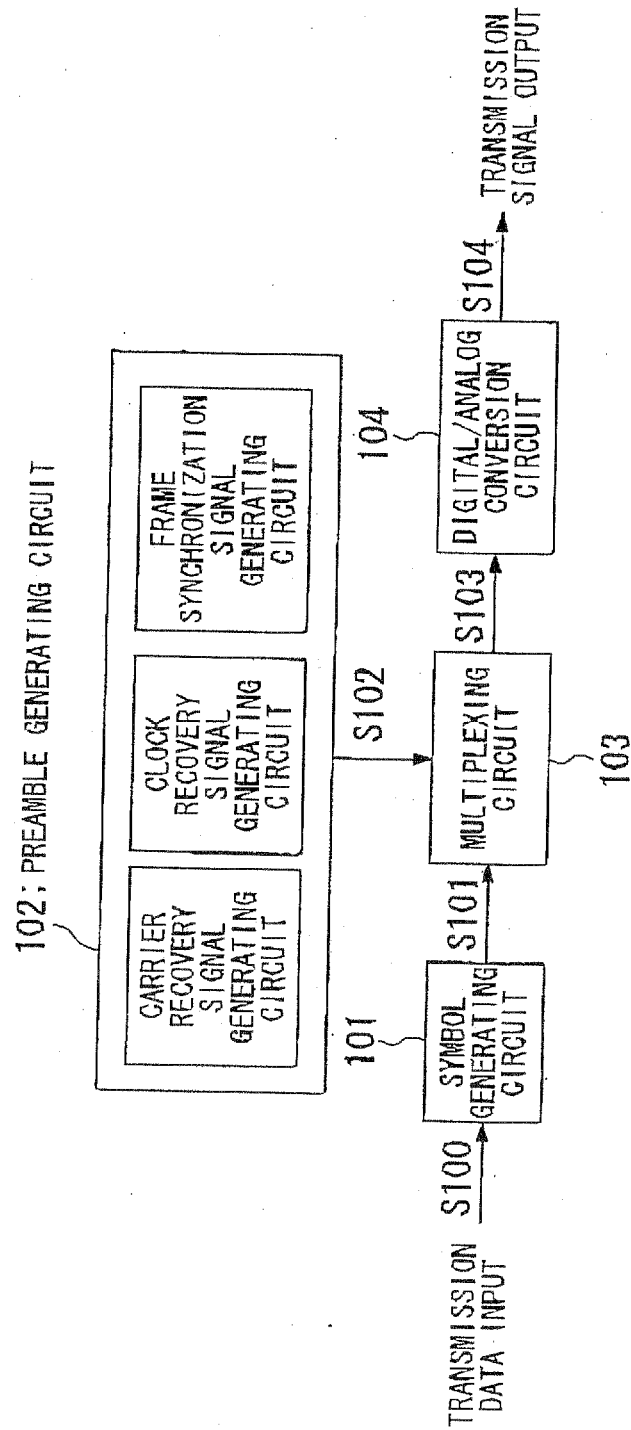 102; PREAMBLE GENERATING CIRCUIT
CARRIER
RECOVERY
SIGNAL
GENERATING
CIRCUIT
CLOCK
RECOVERY
SIGNAL
GENERATING
CIRCUIT
FRAME
SYNCHRONIZATION
SIGNAL
GENERATING
CIRCUIT
S102
101
104
TRANSMISSION
DATA INPUT
S100
SYMBOL
GENERATING
CIRCUIT
S101
MULTIPLEXING
CIRCUIT
103
S103
DIGITAL/ANALOG
CONVERSION
CIRCUIT
S104
TRANSMISSION
SIGNAL OUTPUT